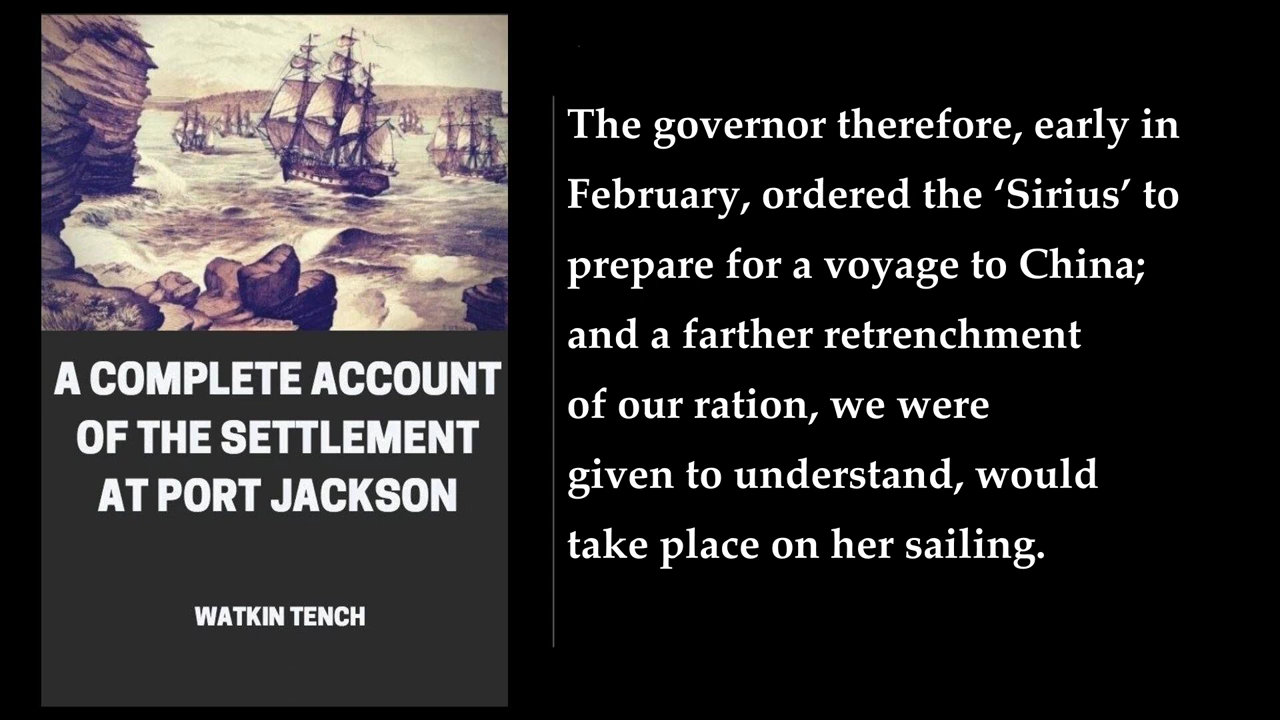 A COMPLETE ACCOUNT
OF THE SETTLEMENT
AT PORT JACKSON
WATKIN TENCH
The governor therefore, early in
February, ordered the ‘Sirius’ to
prepare for a voyage to China;
and a farther retrenchment
of our ration, we were
given to understand, would
take place on her sailing.